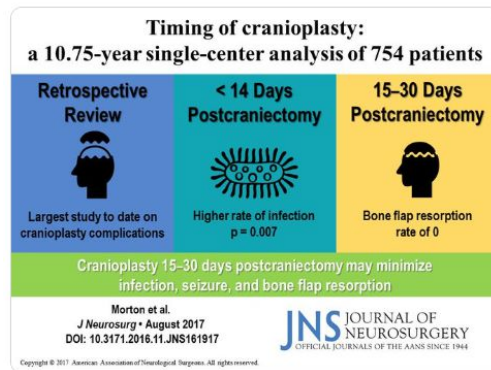 Timing of cranioplasty:
a 10.75-year single-center analysis of 754 patients
Retrospective
Review
Largest study to date on
cranioplasty complications
< 14 Days
Postcraniectomy
Higher rate of infection
p = 0.007
15–30 Days
Postcraniectomy
Bone flap resorption
rate of 0
Cranioplasty 15–30 days postcraniectomy may minimize
infection, seizure, and bone flap resorption
Morton et al.
J Neurosurg • August 2017
DOI: 10.3171.2016.11.JNS161917
JNS JOURNAL OF
NEUROSURGERY
OFFICIAL JOURNALS OF THE AANS SINCE 1944
Copyright © 2017 American Association of Neurological Surgeons. All rights reserved.